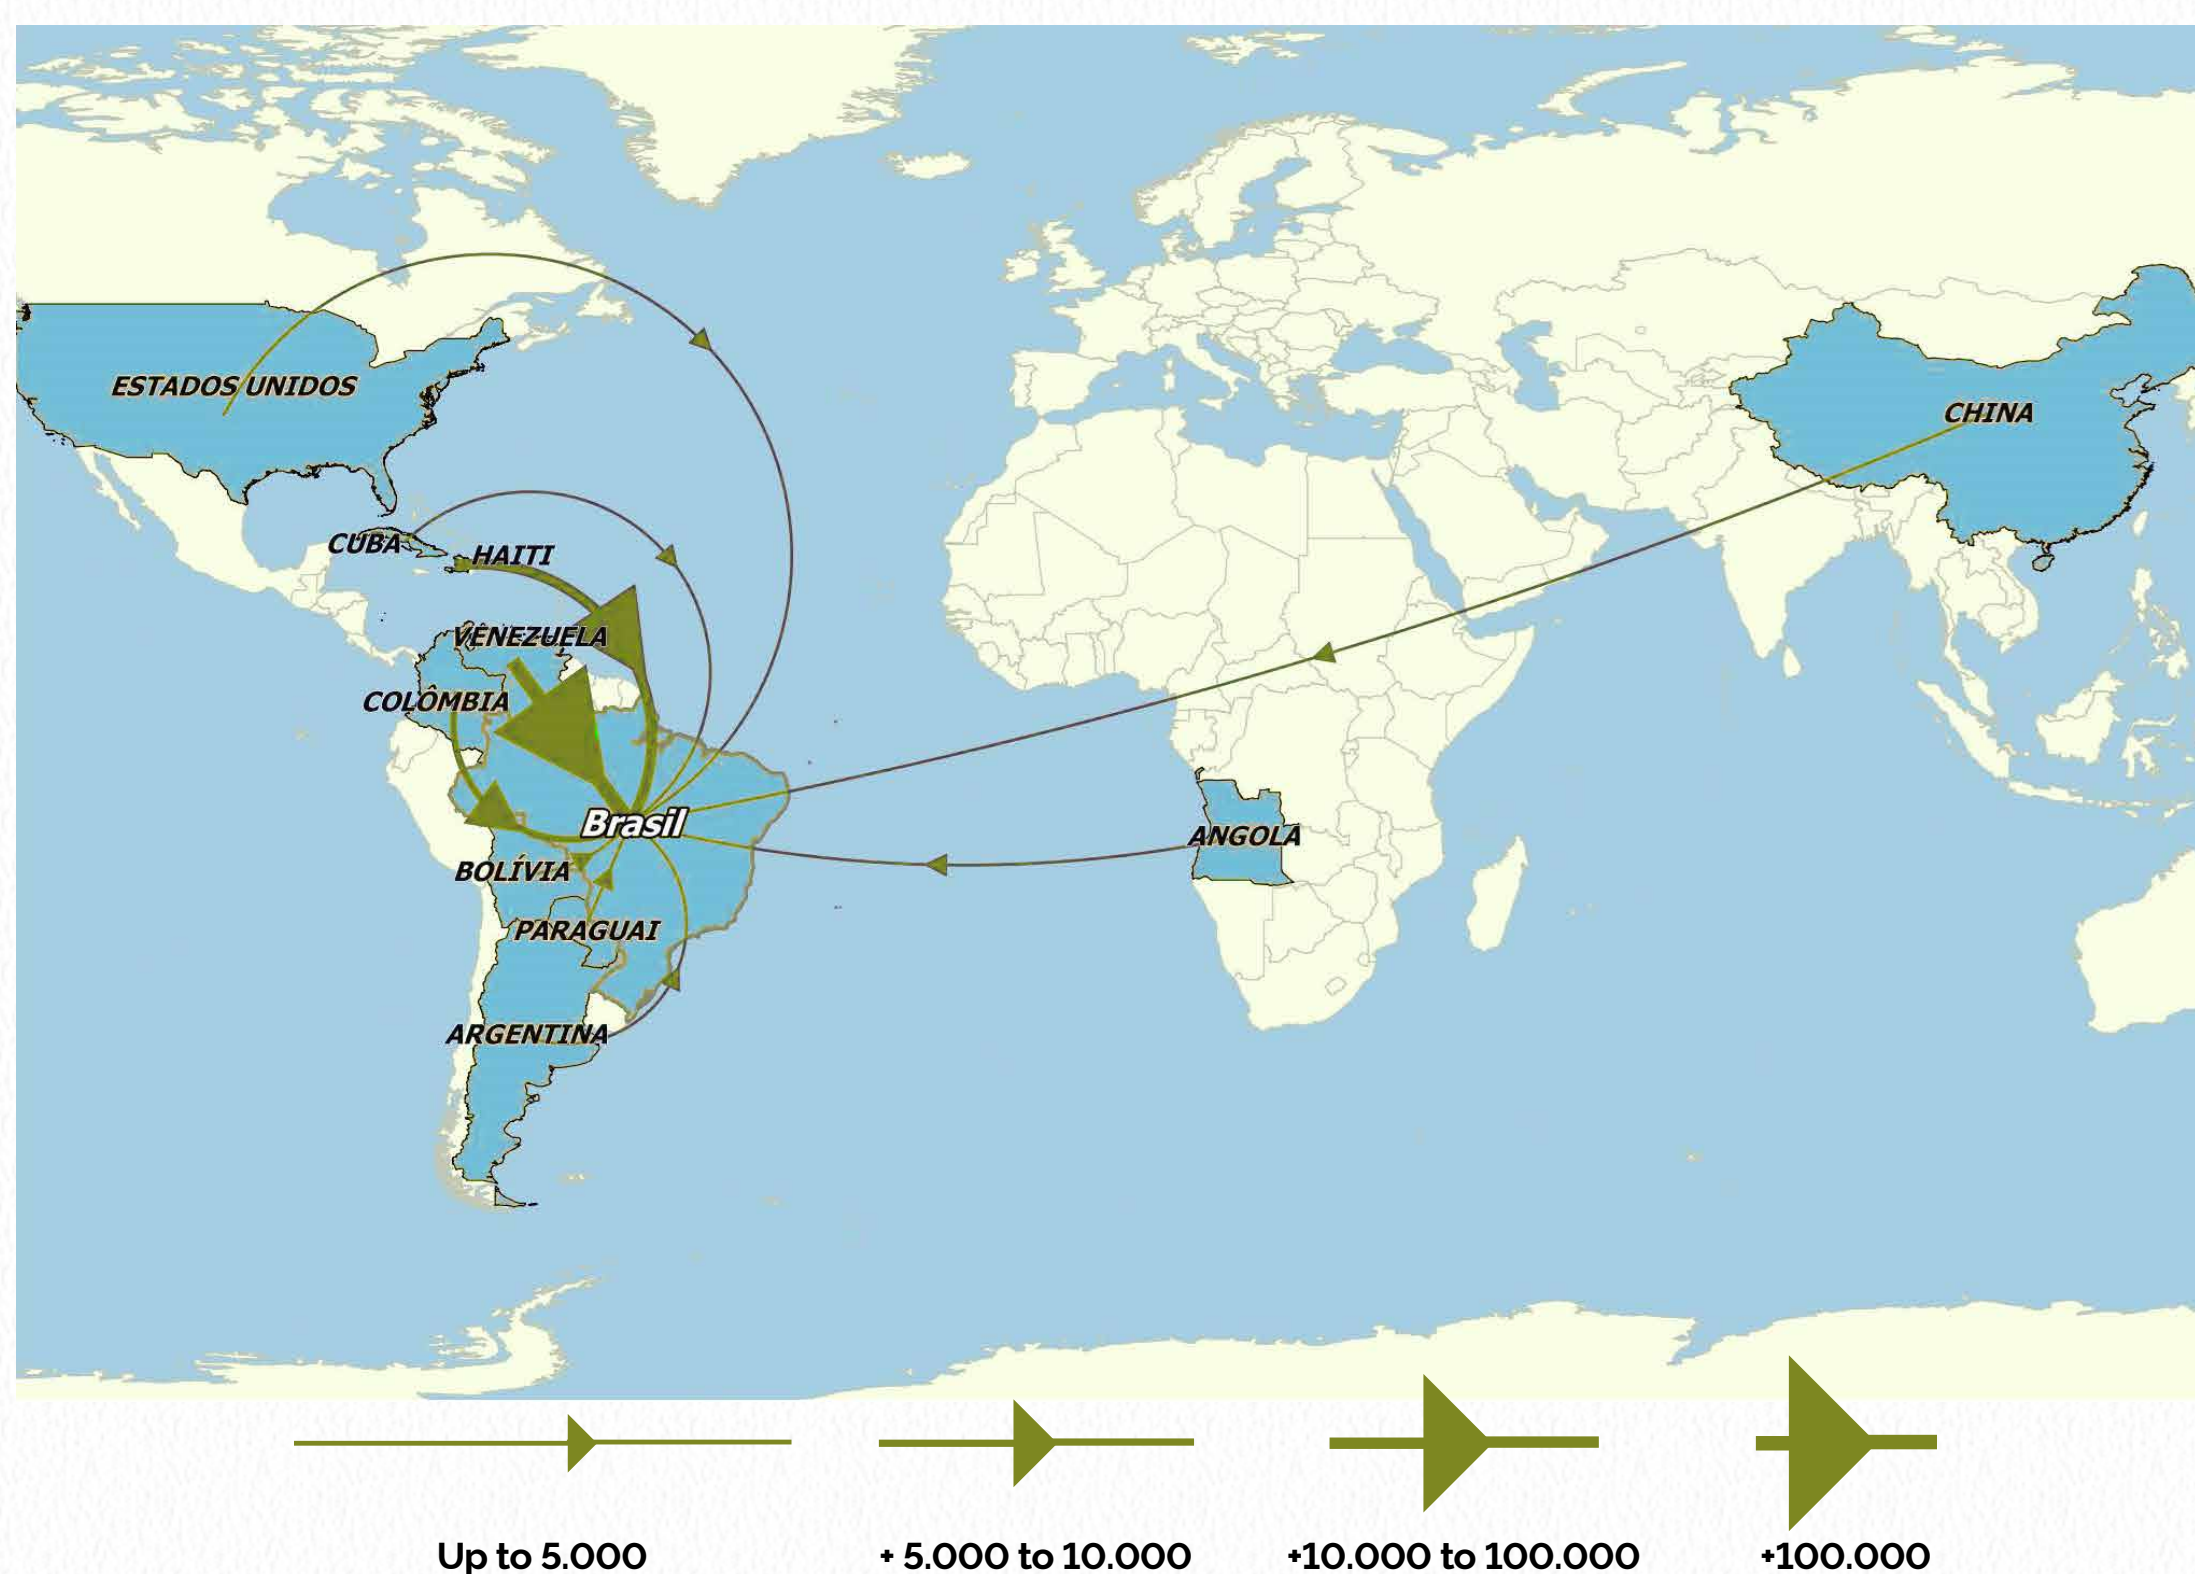 ESTADOS UNIDOS
CHINA
CUBA
HAITI
VENEZUELA
COLÔMBIA
Brasil
ANGOLA
BOLÍVIA
PARAGUAI
ARGENTINA
Up to 5.000
+ 5.000 to 10.000
+10.000 to 100.000
+100.000